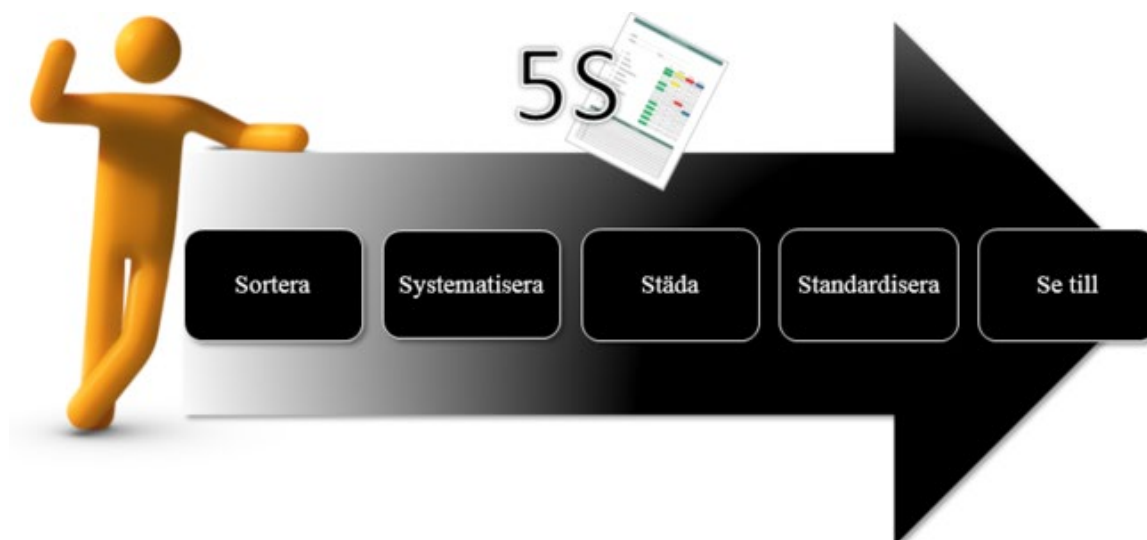 5S
Sortera
Systematisera
Städa
Standardisera
Se till